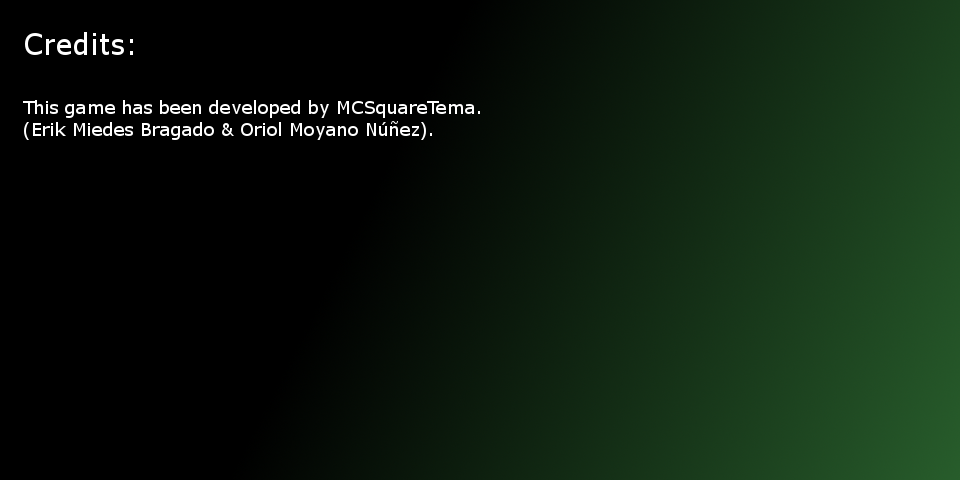 Credits:
This game has been developed by MCSquareTema.
(Erik Miedes Bragado & Oriol Moyano Núñez).